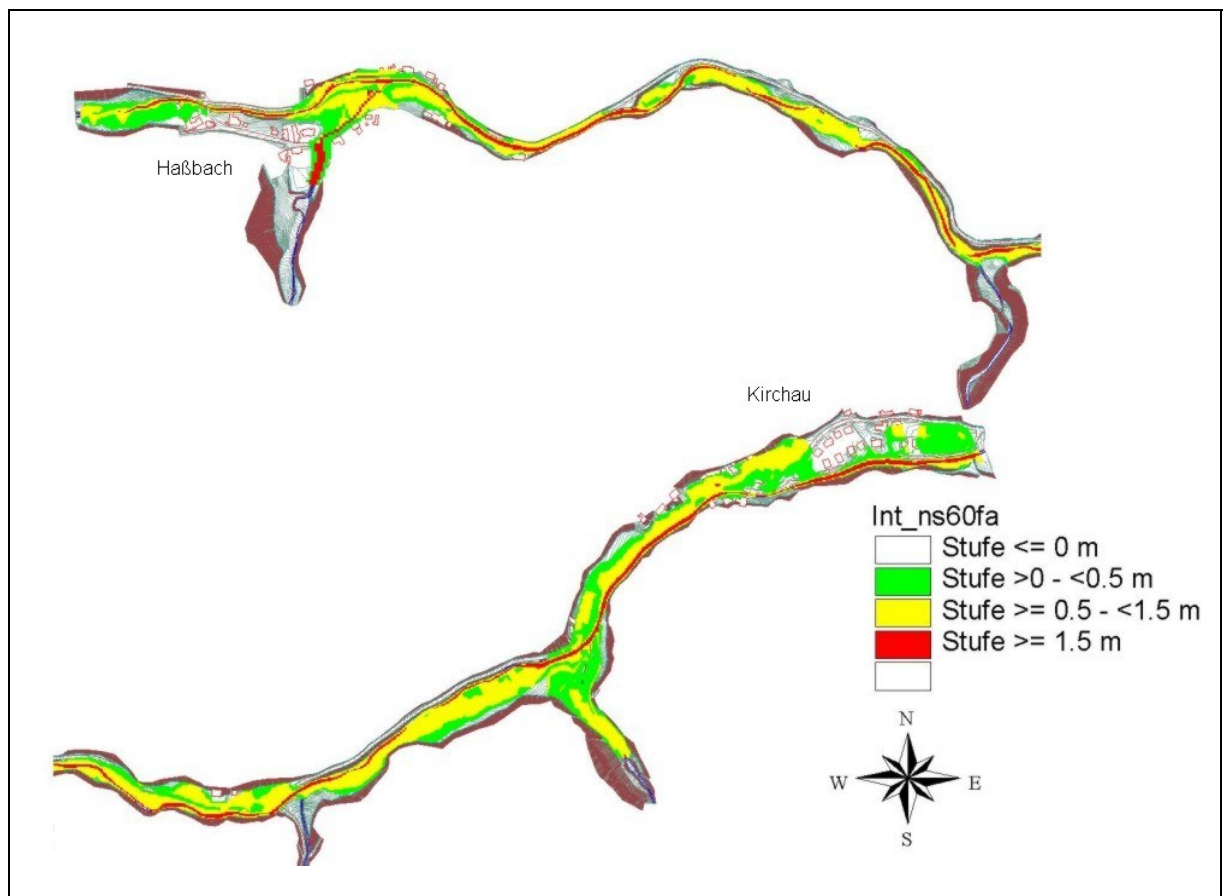 Haßbach
Kirchau
Int_ns60fa
Stufe <= 0 m
Stufe >0 - <0.5 m
Stufe >= 0.5 - <1.5 m
Stufe >= 1.5 m
N
W E
S